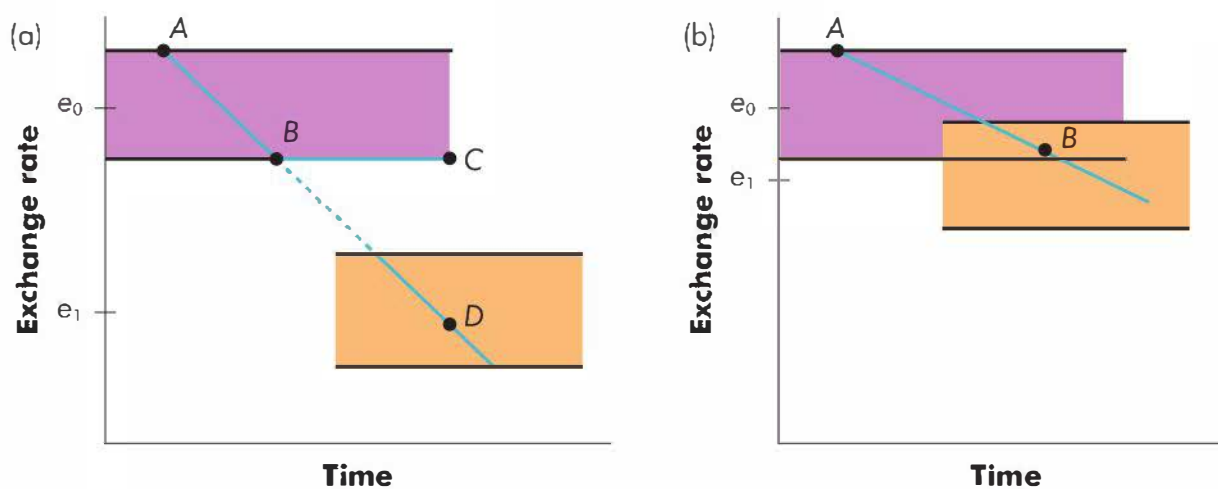 (a)
A
e₀
B
C
Exchange rate
e₁
D
Time
(b)
A
e₀
B
e₁
Exchange rate
Time